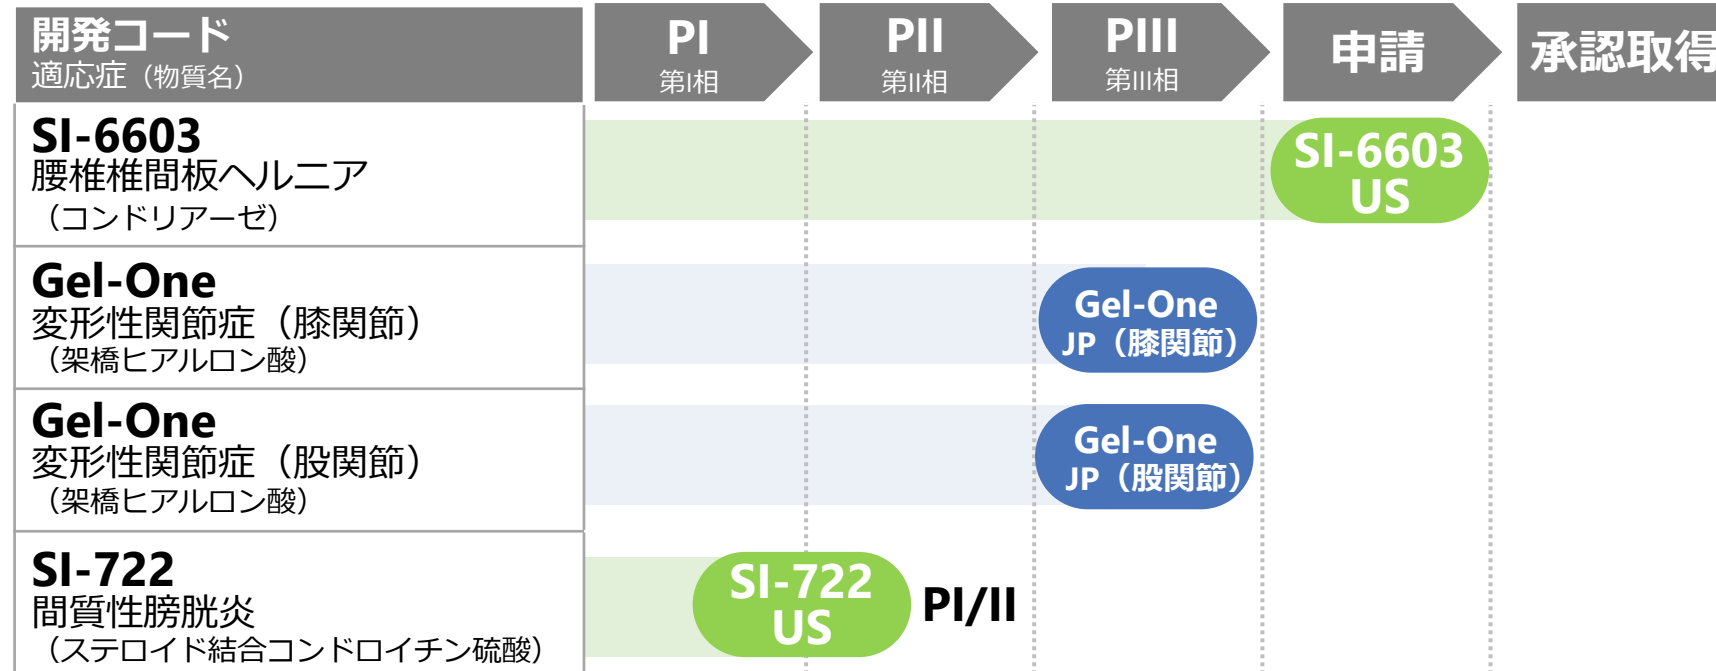 開発コード
適応症（物質名）
PI
第I相
PII
第II相
PIII
第III相
申請
承認取得
SI-6603
腰椎椎間板ヘルニア
（コンドリアーゼ）
SI-6603
US
Gel-One
変形性関節症（膝関節）
（架橋ヒアルロン酸）
Gel-One
JP（膝関節）
Gel-One
変形性関節症（股関節）
（架橋ヒアルロン酸）
Gel-One
JP（股関節）
SI-722
間質性膀胱炎
（ステロイド結合コンドロイチン硫酸）
SI-722
US
PI/II